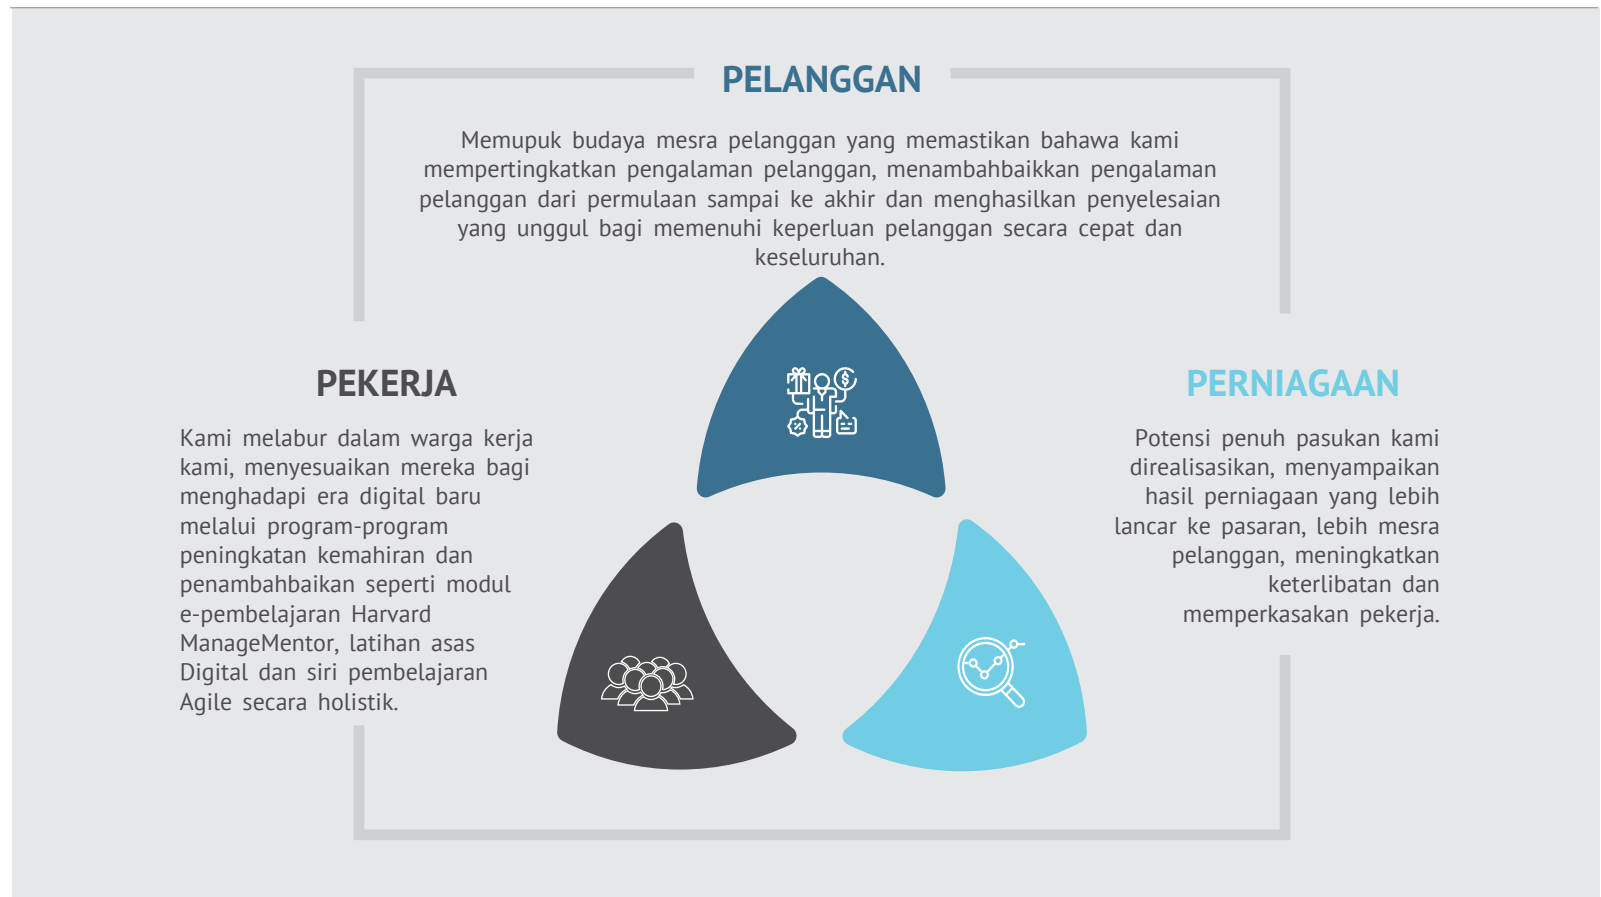 PELANGGAN
Memupuk budaya mesra pelanggan yang memastikan bahawa kami
mempertingkatkan pengalaman pelanggan, menambahbaikkan pengalaman
pelanggan dari permulaan sampai ke akhir dan menghasilkan penyelesaian
yang unggul bagi memenuhi keperluan pelanggan secara cepat dan
keseluruhan.
PEKERJA
Kami melabur dalam warga kerja
kami, menyesuaikan mereka bagi
menghadapi era digital baru
melalui program-program
peningkatan kemahiran dan
penambahbaikan seperti modul
e-pembelajaran Harvard
ManageMentor, latihan asas
Digital dan siri pembelajaran
Agile secara holistik.
PERNIAGAAN
Potensi penuh pasukan kami
direalisasikan, menyampaikan
hasil perniagaan yang lebih
lancar ke pasaran, lebih mesra
pelanggan, meningkatkan
keterlibatan dan
memperkasakan pekerja.